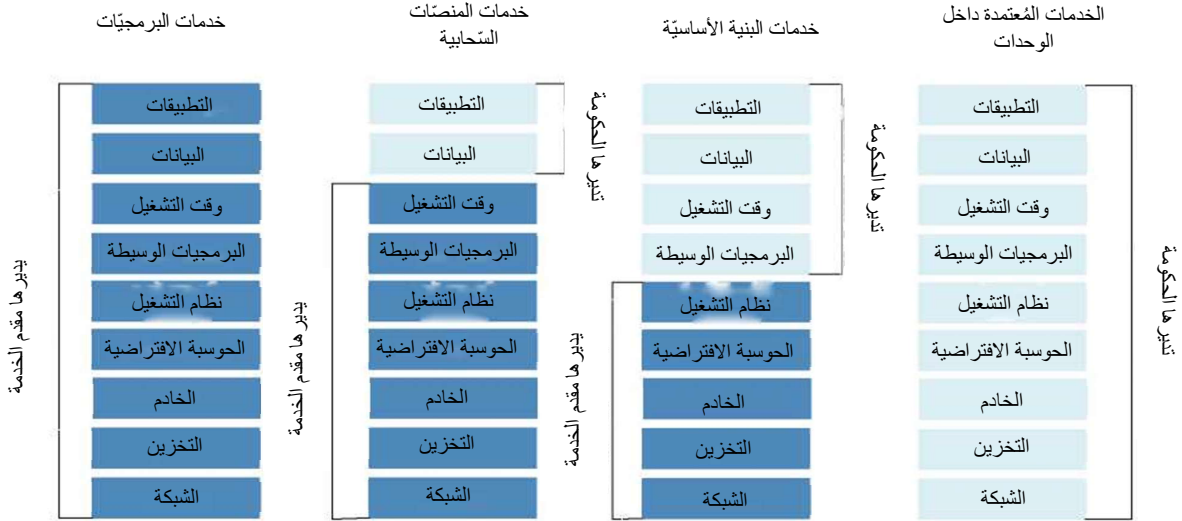 الخدمات المُعتمدة داخل
الوحدات
التطبيقات
البيانات
وقت التشغيل
البرمجيات الوسيطة
نظام التشغيل
الحوسبة الافتراضية
الخادم
التخزين
الشبكة
تديرها الحكومة
خدمات البنية الأساسيّة
التطبيقات
البيانات
وقت التشغيل
البرمجيات الوسيطة
نظام التشغيل
الحوسبة الافتراضية
الخادم
التخزين
الشبكة
تديرها الحكومة
يديرها مقدم الخدمة
خدمات المنصّات
السّحابية
التطبيقات
البيانات
وقت التشغيل
البرمجيات الوسيطة
نظام التشغيل
الحوسبة الافتراضية
الخادم
التخزين
الشبكة
تديرها الحكومة
يديرها مقدم الخدمة
خدمات البرمجيّات
التطبيقات
البيانات
وقت التشغيل
البرمجيات الوسيطة
نظام التشغيل
الحوسبة الافتراضية
الخادم
التخزين
الشبكة
يديرها مقدم الخدمة